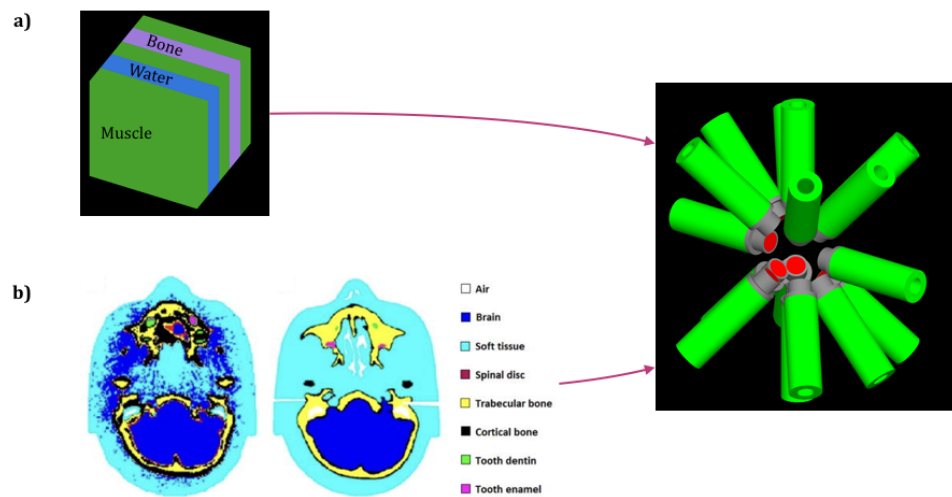 a)
Bone
Water
Muscle
b)
Air
Brain
Soft tissue
Spinal disc
Trabecular bone
Cortical bone
Tooth dentin
Tooth enamel